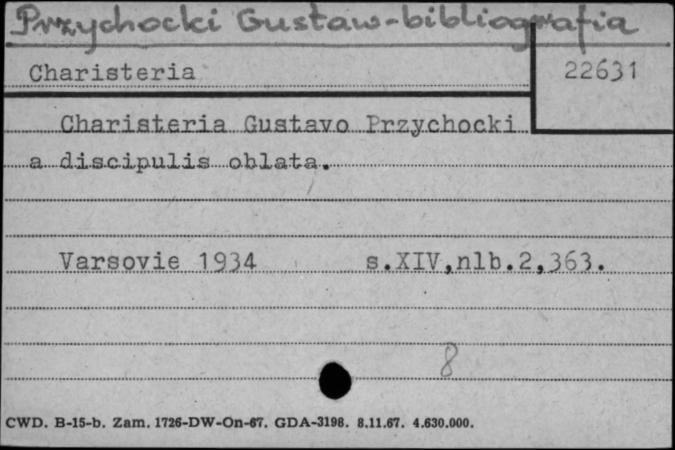 Przychocki Gustaw-bibliografia
Charisteria
22631
Charisteria Gustavo Przychocki
a discipulis oblata.
Varsovie 1934 s.XIV,nlb.2,363.
8
CWD. B-15-b. Zam. 1726-DW-On-67. GDA-3198. 8.11.67. 4.630.000.